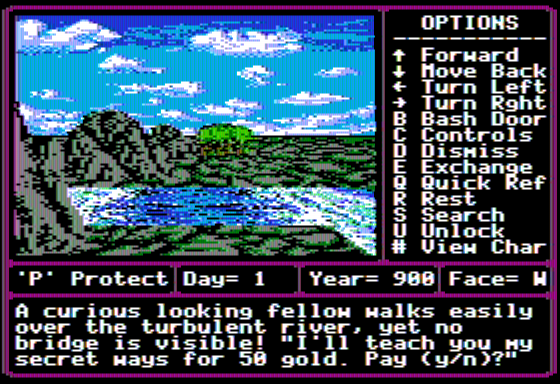 OPTIONS
------------
↑ Forward
↓ Move Back
← Turn Left
→ Turn Rght
B Bash Door
C Controls
D Dismiss
E Exchange
Q Quick Ref
R Rest
S Search
U Unlock
# View Char
'P' Protect Day= 1 Year= 900 Face= W
A curious looking fellow walks easily
over the turbulent river, yet no
bridge is visible! "I'll teach you my
secret ways for 50 gold. Pay (y/n)?"